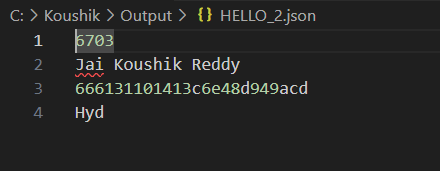 C: > Koushik > Output > {} HELLO_2.json
1 6703
2 Jai Koushik Reddy
3 666131101413c6e48d949acd
4 Hyd